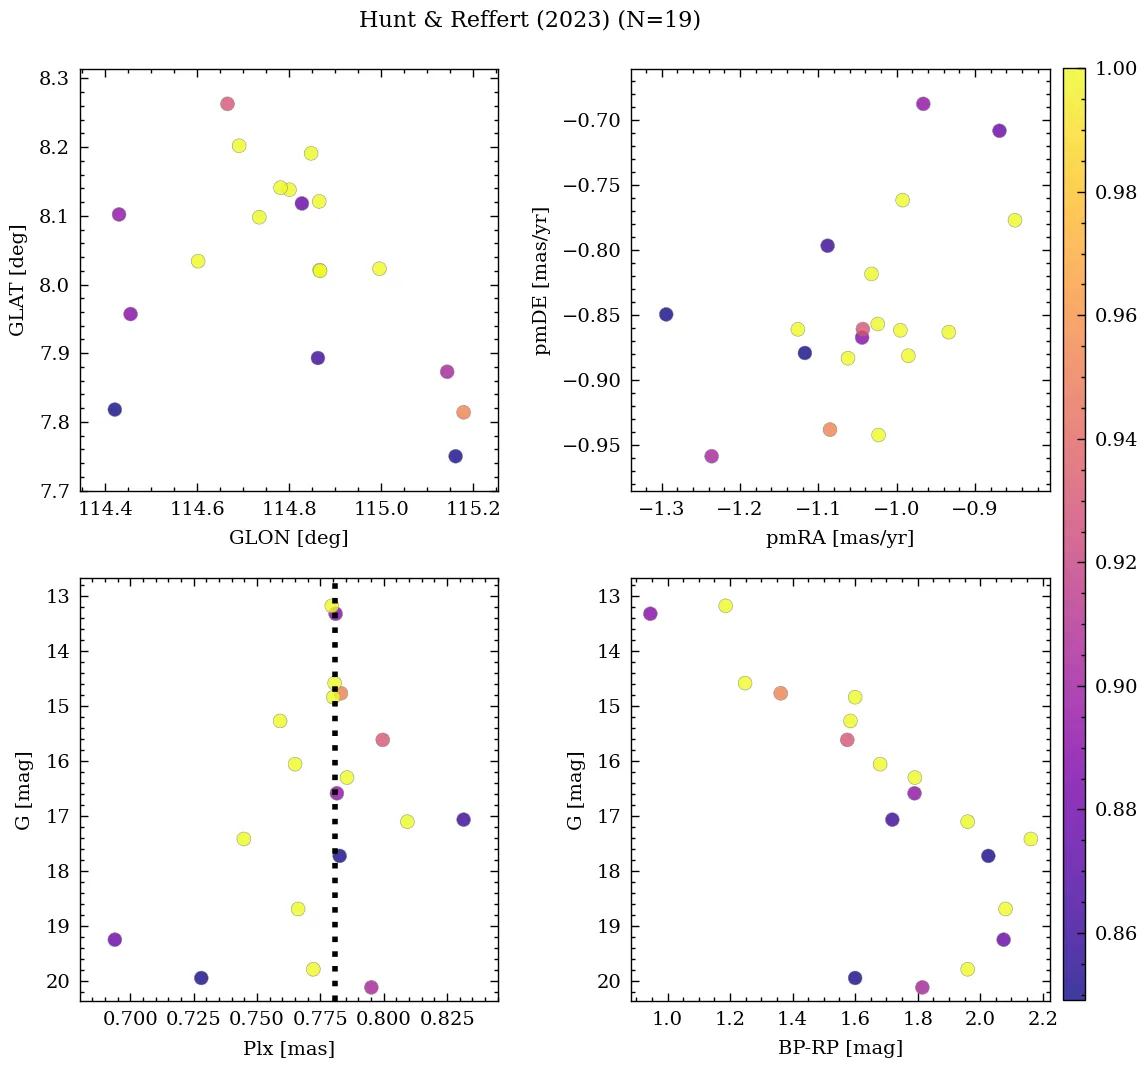 Hunt & Reffert (2023) (N=19)
8.3
8.2
8.1
8.0
7.9
7.8
7.7
GLAT [deg]
114.4 114.6 114.8 115.0 115.2
GLON [deg]
−0.70
−0.75
−0.80
−0.85
−0.90
−0.95
pmDE [mas/yr]
−1.3 −1.2 −1.1 −1.0 −0.9
pmRA [mas/yr]
13
14
15
16
17
18
19
20
G [mag]
0.700 0.725 0.750 0.775 0.800 0.825
Plx [mas]
13
14
15
16
17
18
19
20
G [mag]
1.0 1.2 1.4 1.6 1.8 2.0 2.2
BP-RP [mag]
1.00
0.98
0.96
0.94
0.92
0.90
0.88
0.86